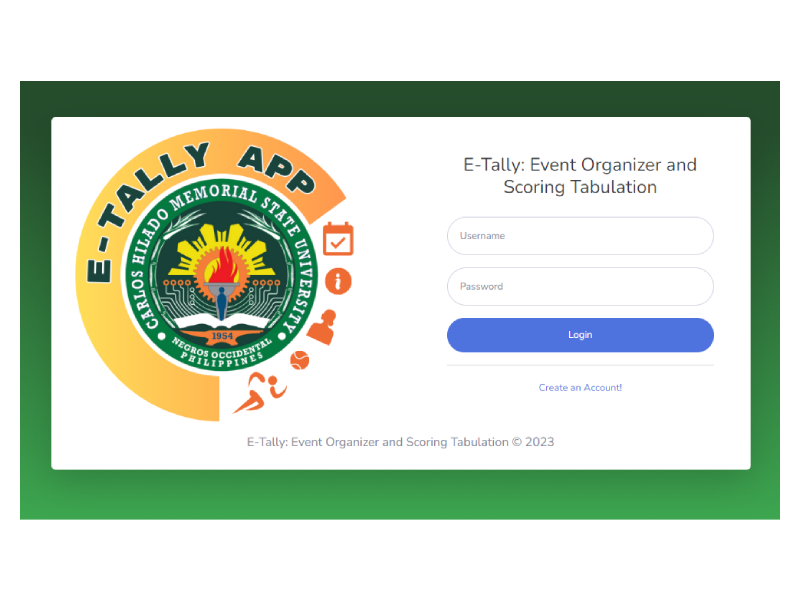 E-TALLY APP
CARLOS HILADO MEMORIAL STATE UNIVERSITY
1954
NEGROS OCCIDENTAL
PHILIPPINES
E-Tally: Event Organizer and
Scoring Tabulation
Username
Password
Login
Create an Account!
E-Tally: Event Organizer and Scoring Tabulation © 2023